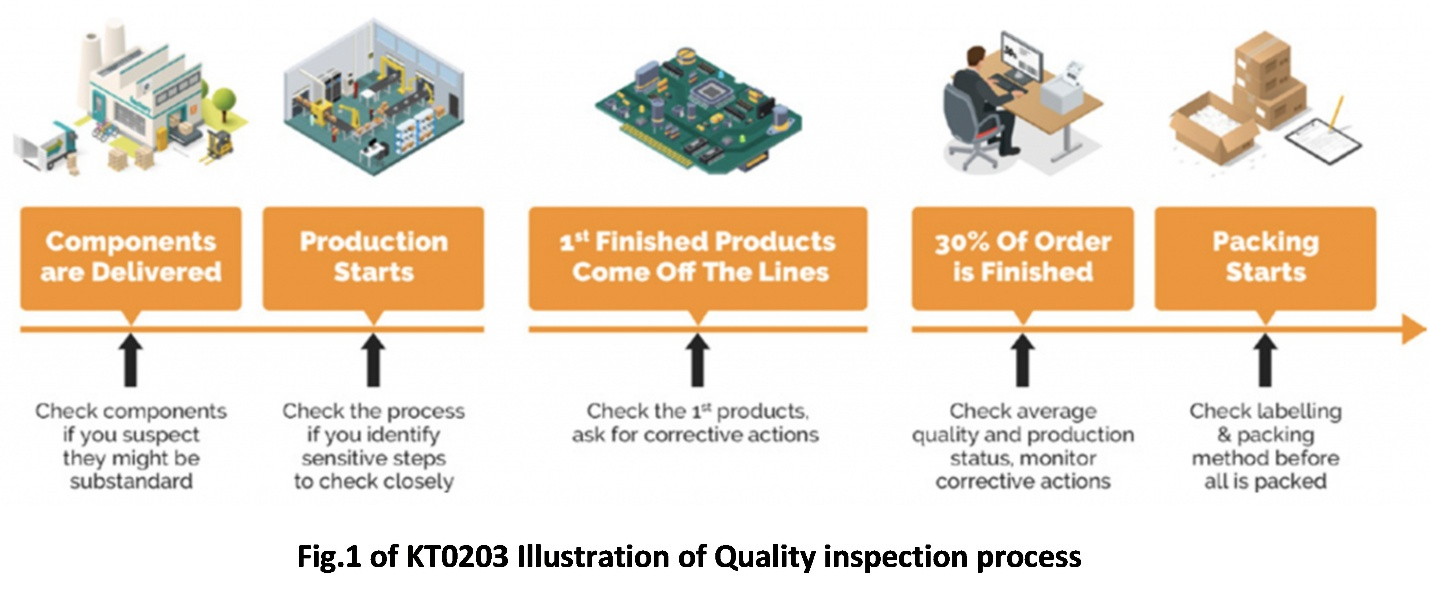 Components
are Delivered
Production
Starts
1st Finished Products
Come Off The Lines
30% Of Order
is Finished
Packing
Starts
Check components
if you suspect
they might be
substandard
Check the process
if you identify
sensitive steps
to check closely
Check the 1st products,
ask for corrective actions
Check average
quality and production
status, monitor
corrective actions
Check labelling
& packing
method before
all is packed
Fig.1 of KT0203 Illustration of Quality inspection process